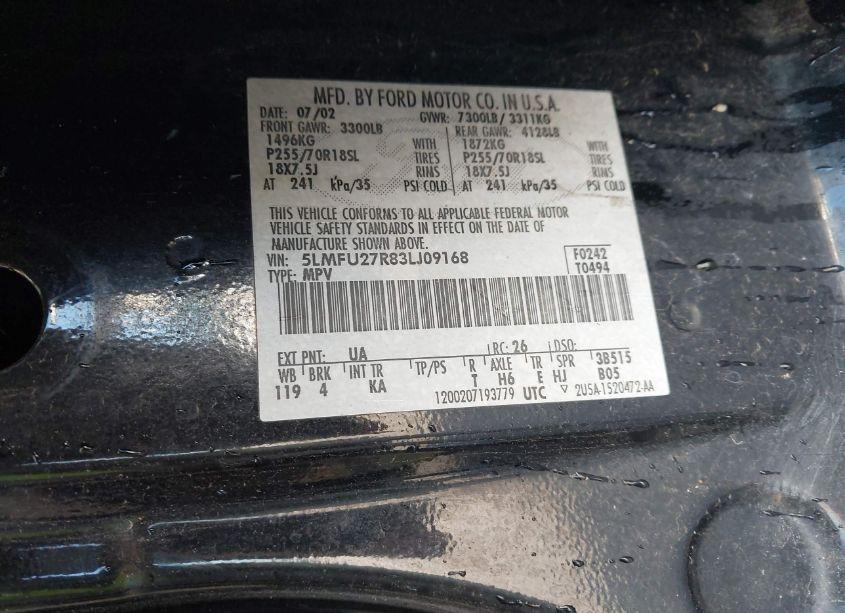 MFD. BY FORD MOTOR CO. IN U.S.A.
DATE: 07/02 GVWR: 7300LB/ 3311KG
FRONT GAWR: 3300LB REAR GAWR: 4128LB
1496KG WITH 1872KG WITH
P255/70R18SL TIRES P255/70R18SL TIRES
18X7.5J RIMS 18X7.5J RIMS
AT 241 kPa/35 PSI COLD AT 241 kPa/35 PSI COLD
THIS VEHICLE CONFORMS TO ALL APPLICABLE FEDERAL MOTOR
VEHICLE SAFETY STANDARDS IN EFFECT ON THE DATE OF
MANUFACTURE SHOWN ABOVE.
VIN: 5LMFU27R83LJ09168 F0242
TYPE: MPV T0494
EXT PNT: UA RC: 26 DSO:
WB BRK INT TR TP/PS R AXLE TR SPR 3B515
119 4 KA T H6 E HJ B05
1200207193779 UTC ▽ 2USA-1520472-AA